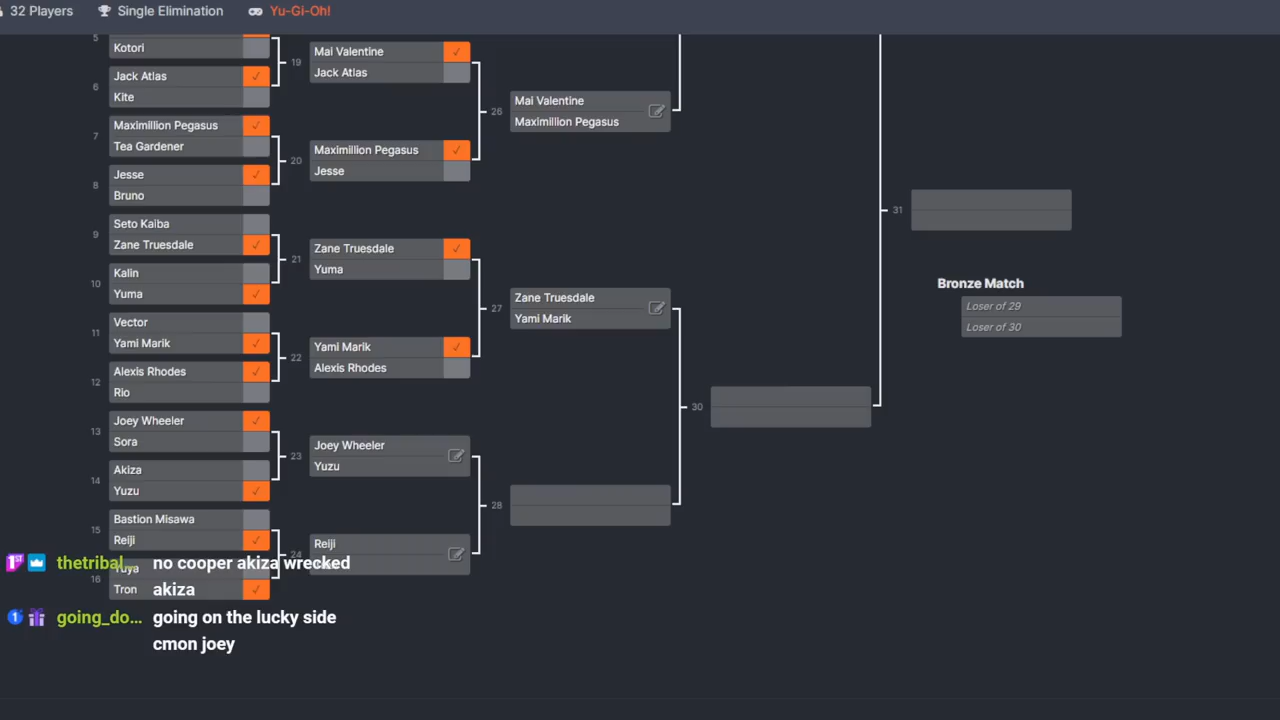 32 Players Single Elimination Yu-Gi-Oh!
5
Kotori
6
Jack Atlas
Kite
7
Maximillion Pegasus
Tea Gardener
8
Jesse
Bruno
9
Seto Kaiba
Zane Truesdale
10
Kalin
Yuma
11
Vector
Yami Marik
12
Alexis Rhodes
Rio
13
Joey Wheeler
Sora
14
Akiza
Yuzu
15
Bastion Misawa
Reiji
16
Yuya
Tron
19
Mai Valentine
Jack Atlas
20
Maximillion Pegasus
Jesse
21
Zane Truesdale
Yuma
22
Yami Marik
Alexis Rhodes
23
Joey Wheeler
Yuzu
24
Reiji
26
Mai Valentine
Maximillion Pegasus
27
Zane Truesdale
Yami Marik
28
30
31
Bronze Match
Loser of 29
Loser of 30
1ST thetribal... no cooper akiza wrecked
akiza
1 going_do... going on the lucky side
cmon joey